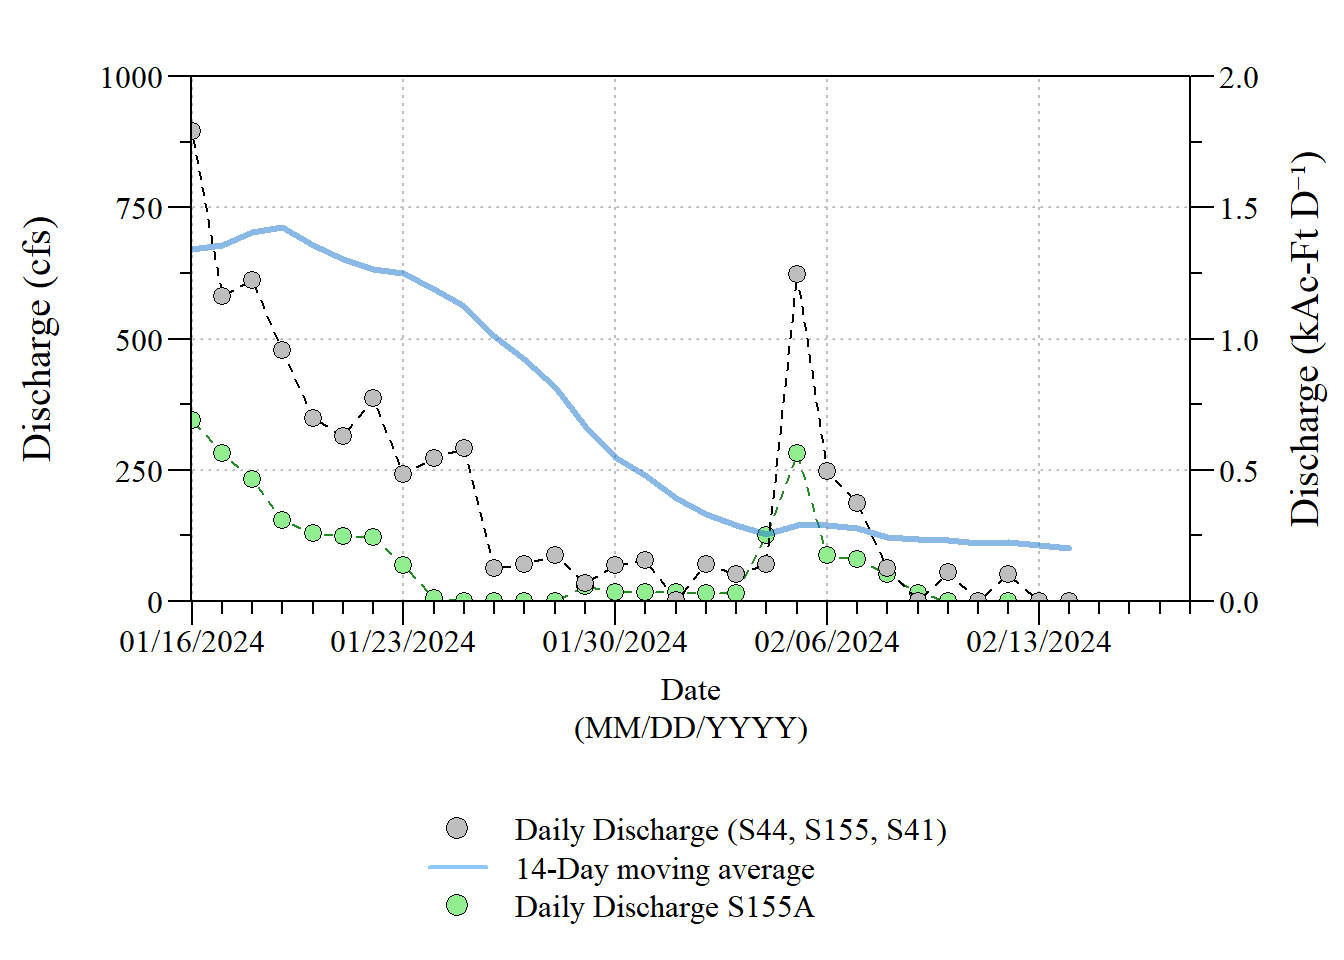 1000
750
500
250
0
Discharge (cfs)
2.0
1.5
1.0
0.5
0.0
Discharge (kAc-Ft D⁻¹)
01/16/2024 01/23/2024 01/30/2024 02/06/2024 02/13/2024
Date
(MM/DD/YYYY)
Daily Discharge (S44, S155, S41)
14-Day moving average
Daily Discharge S155A